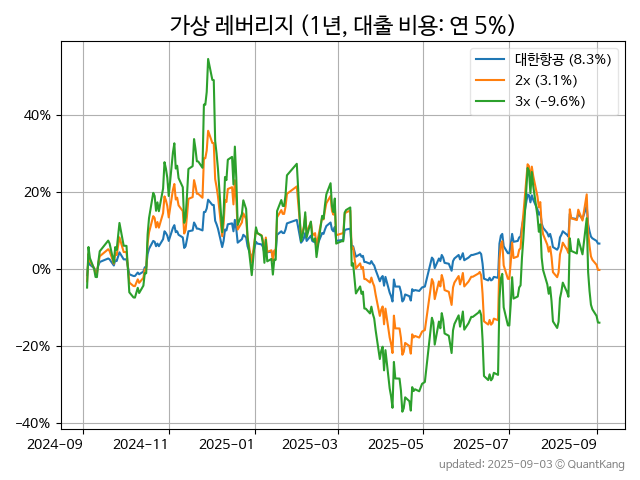 가상 레버리지 (1년, 대출 비용: 연 5%)
대한항공 (8.3%)
2x (3.1%)
3x (−9.6%)
40%
20%
0%
−20%
−40%
2024-09 2024-11 2025-01 2025-03 2025-05 2025-07 2025-09
updated: 2025-09-03 © QuantKang